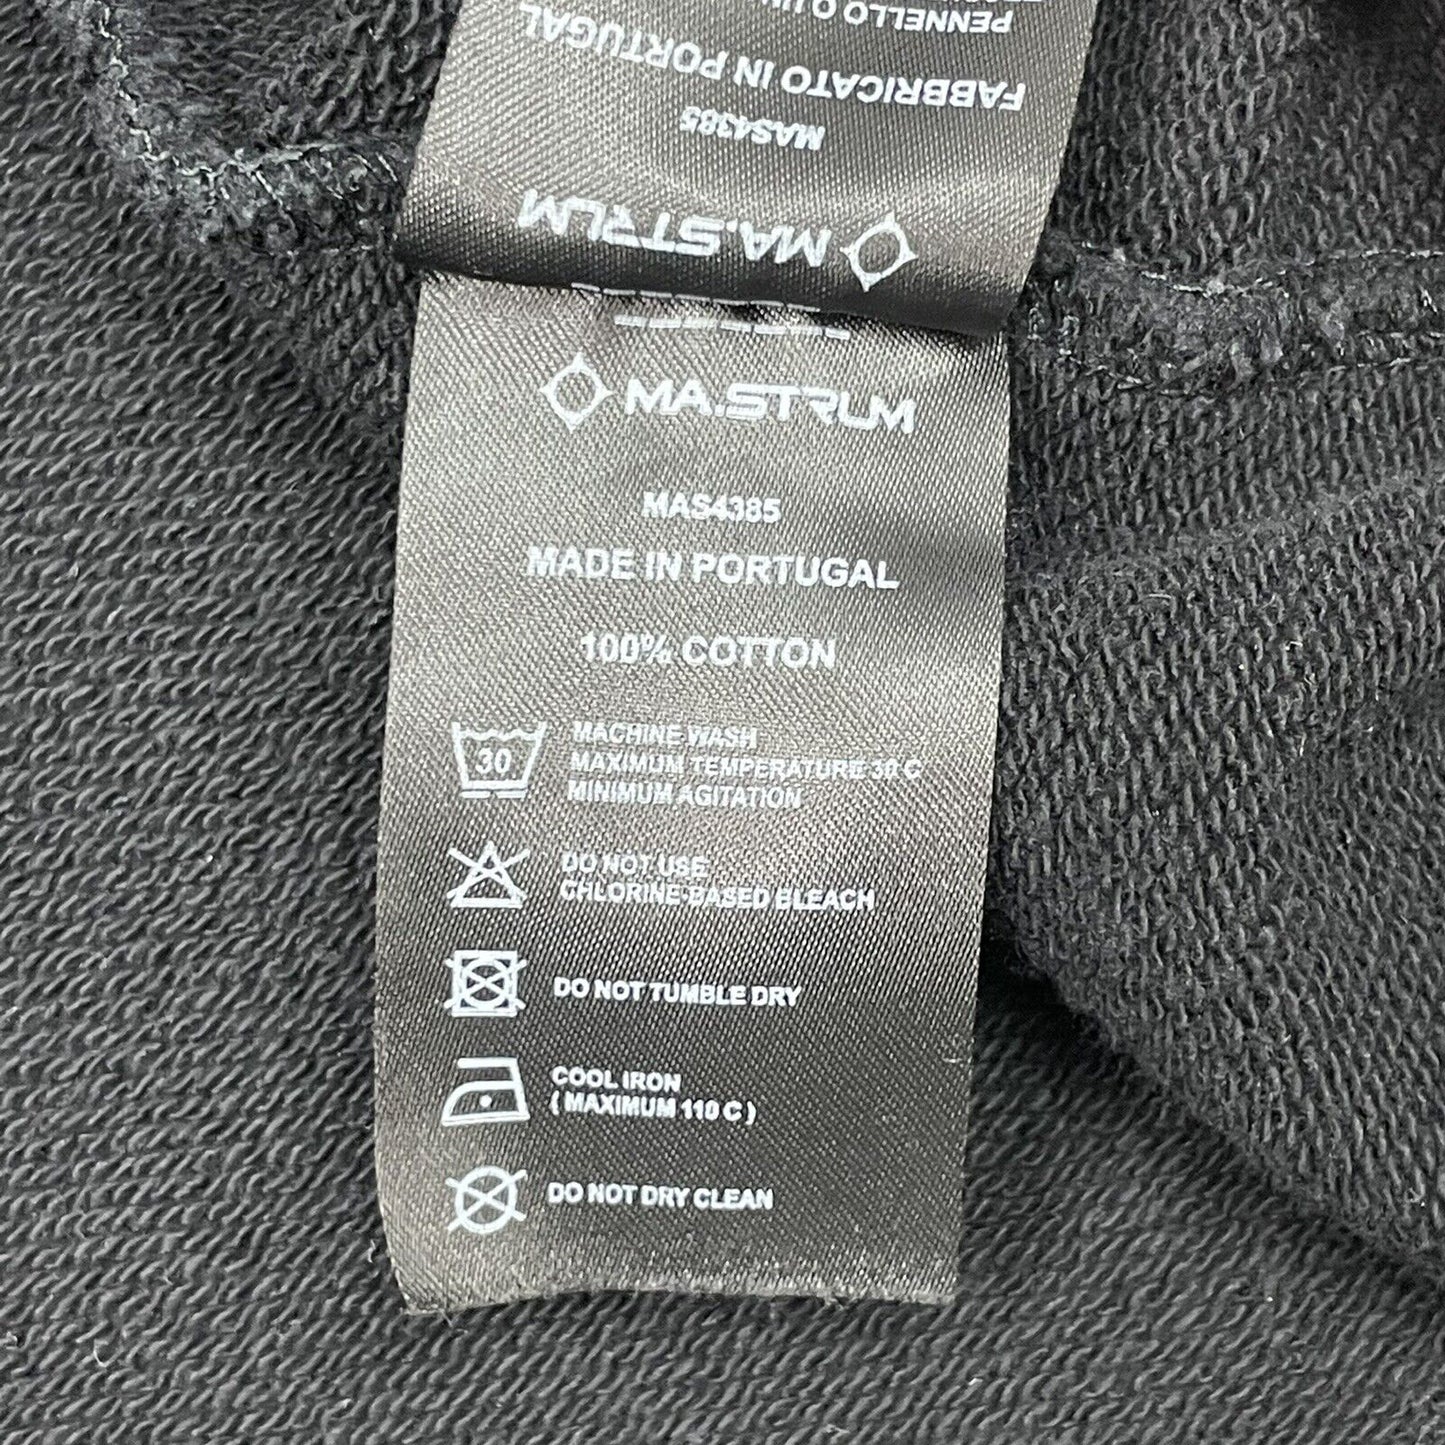 PENNELLO O UN
FABBRICATO IN PORTUGAL
MAS4385
MA.STRUM
MA.STRUM
MAS4385
MADE IN PORTUGAL
100% COTTON
30
MACHINE WASH
MAXIMUM TEMPERATURE 30 C
MINIMUM AGITATION
DO NOT USE
CHLORINE-BASED BLEACH
DO NOT TUMBLE DRY
COOL IRON
( MAXIMUM 110 C )
DO NOT DRY CLEAN